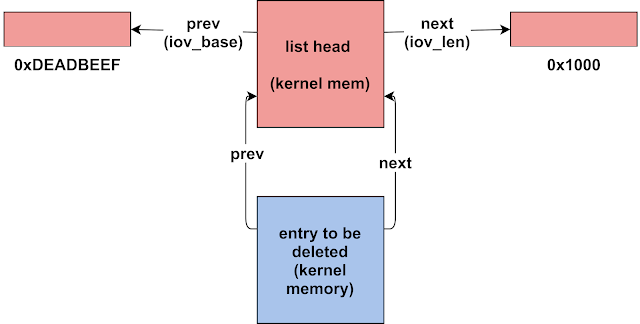 prev
(iov_base)
next
(iov_len)
list head
(kernel mem)
0xDEADBEEF
0x1000
prev
next
entry to be
deleted
(kernel
memory)